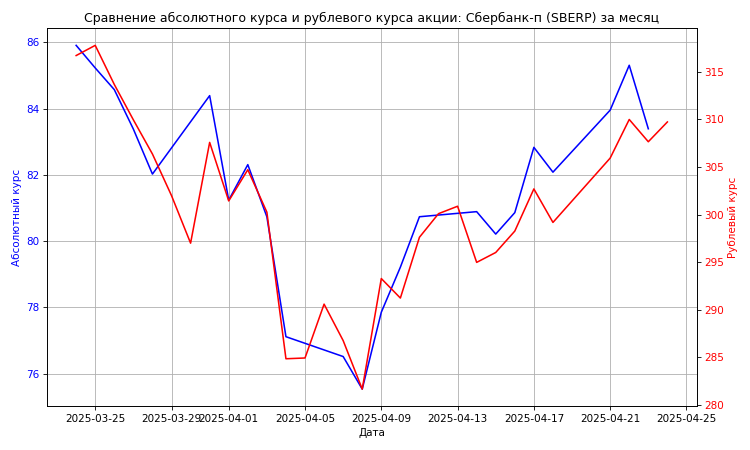 Сравнение абсолютного курса и рублевого курса акции: Сбербанк-п (SBERP) за месяц
86
84
82
80
78
76
Абсолютный курс
315
310
305
300
295
290
285
280
Рублевый курс
2025-03-25 2025-03-29 2025-04-01 2025-04-05 2025-04-09 2025-04-13 2025-04-17 2025-04-21 2025-04-25
Дата